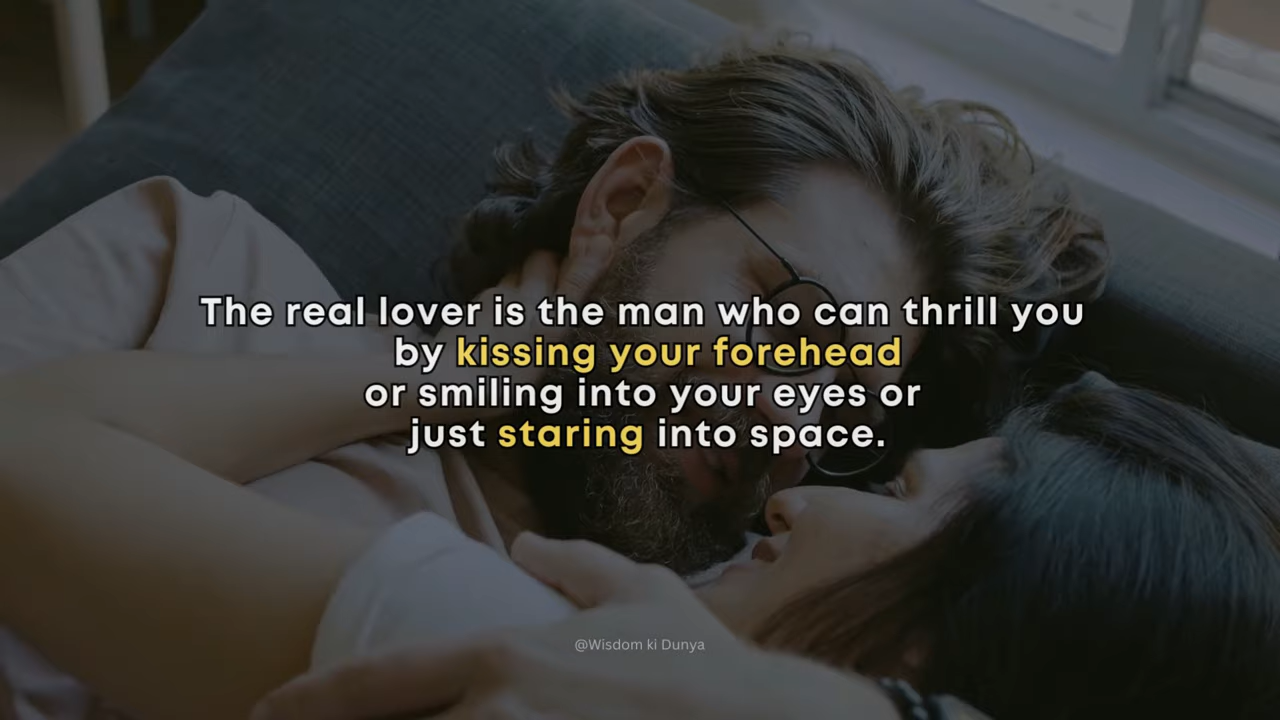 The real lover is the man who can thrill you
by kissing your forehead
or smiling into your eyes or
just staring into space.
@Wisdom ki Dunya